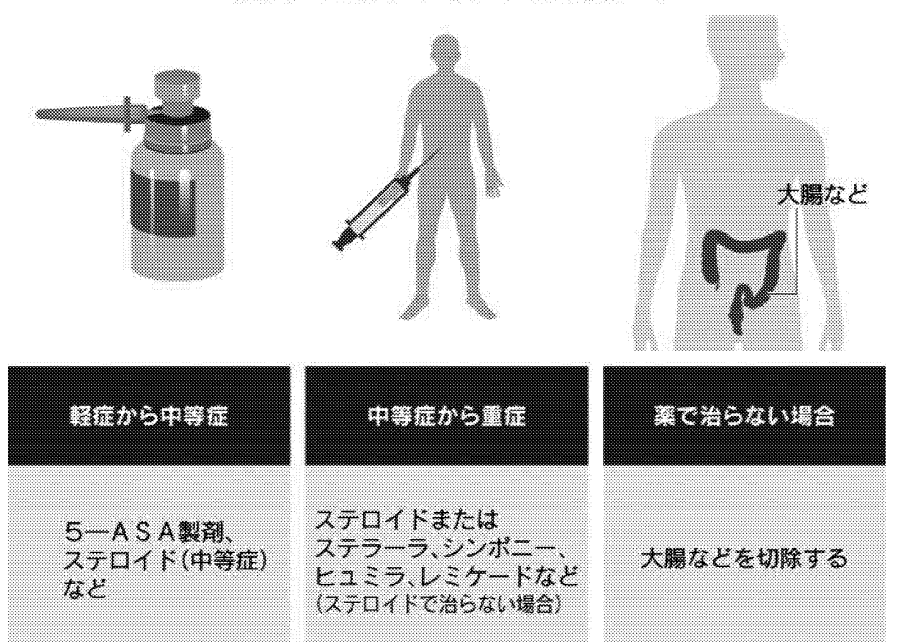 大腸など
軽症から中等症
5―ASA製剤、
ステロイド(中等症)
など
中等症から重症
ステロイドまたは
ステラーラ、シンポニー、
ヒュミラ、レミケードなど
(ステロイドで治らない場合)
薬で治らない場合
大腸などを切除する